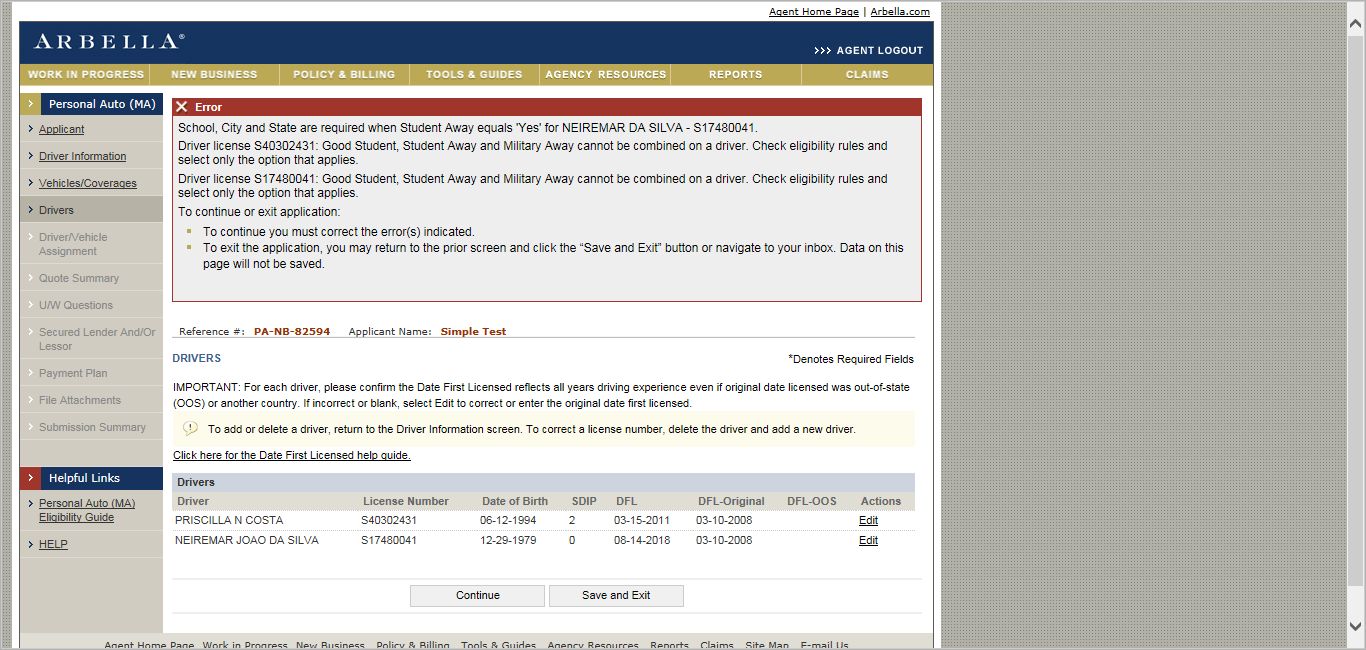 Agent Home Page | Arbella.com
ARBELLA®
>>> AGENT LOGOUT
WORK IN PROGRESS NEW BUSINESS POLICY & BILLING TOOLS & GUIDES AGENCY RESOURCES REPORTS CLAIMS
Personal Auto (MA)
Applicant
Driver Information
Vehicles/Coverages
Drivers
Driver/Vehicle
Assignment
Quote Summary
U/W Questions
Secured Lender And/Or
Lessor
Payment Plan
File Attachments
Submission Summary
Helpful Links
Personal Auto (MA)
Eligibility Guide
HELP
Error
School, City and State are required when Student Away equals 'Yes' for NEIREMAR DA SILVA - S17480041.
Driver license S40302431: Good Student, Student Away and Military Away cannot be combined on a driver. Check eligibility rules and
select only the option that applies.
Driver license S17480041: Good Student, Student Away and Military Away cannot be combined on a driver. Check eligibility rules and
select only the option that applies.
To continue or exit application:
To continue you must correct the error(s) indicated.
To exit the application, you may return to the prior screen and click the “Save and Exit” button or navigate to your inbox. Data on this
page will not be saved.
Reference #: PA-NB-82594 Applicant Name: Simple Test
DRIVERS
*Denotes Required Fields
IMPORTANT: For each driver, please confirm the Date First Licensed reflects all years driving experience even if original date licensed was out-of-state
(OOS) or another country. If incorrect or blank, select Edit to correct or enter the original date first licensed.
To add or delete a driver, return to the Driver Information screen. To correct a license number, delete the driver and add a new driver.
Click here for the Date First Licensed help guide.
Drivers
Driver License Number Date of Birth SDIP DFL DFL-Original DFL-OOS Actions
PRISCILLA N COSTA S40302431 06-12-1994 2 03-15-2011 03-10-2008 Edit
NEIREMAR JOAO DA SILVA S17480041 12-29-1979 0 08-14-2018 03-10-2008 Edit
Continue Save and Exit
Agent Home Page Work in Progress New Business Policy & Billing Tools & Guides Agency Resources Reports Claims Site Map E-mail Us